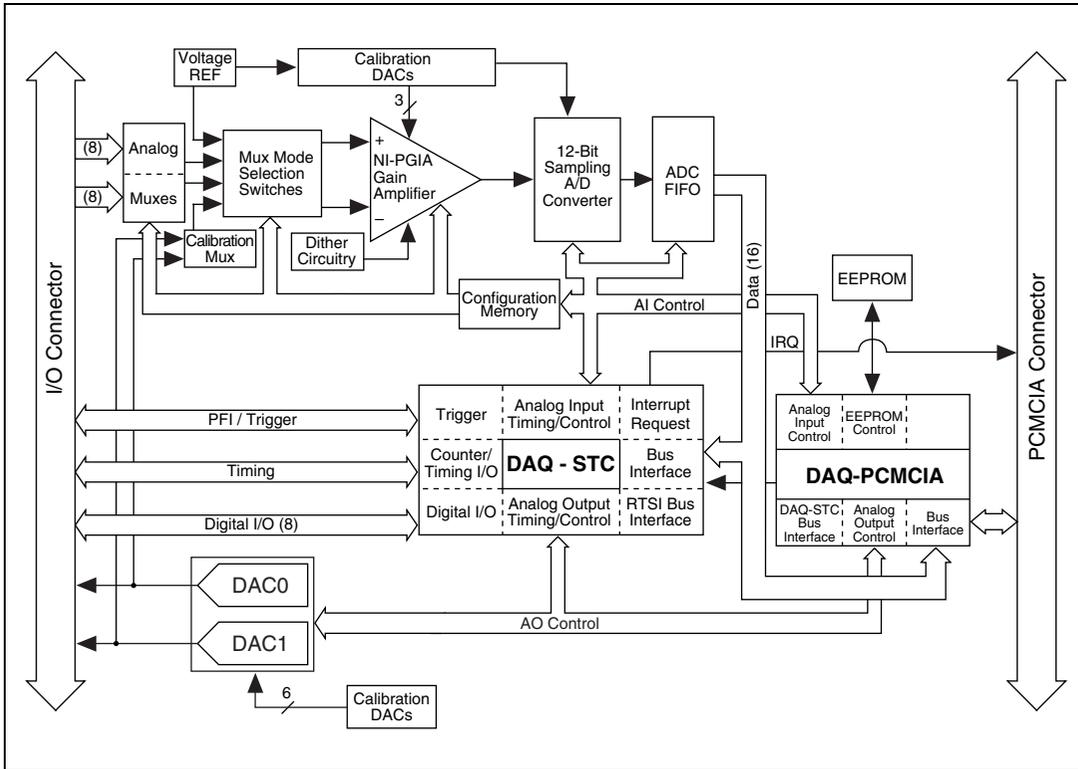 Voltage
REF
Calibration
DACs
3
(8)
Analog
Mux Mode
Selection
Switches
+
NI-PGIA
Gain
Amplifier
–
12-Bit
Sampling
A/D
Converter
ADC
FIFO
(8)
Muxes
Calibration
Mux
Dither
Circuitry
Configuration
Memory
AI Control
Data (16)
EEPROM
IRQ
I/O Connector
PCMCIA Connector
PFI / Trigger
Timing
Digital I/O (8)
Trigger
Analog Input
Timing/Control
Interrupt
Request
Counter/
Timing I/O
DAQ - STC
Bus
Interface
Digital I/O
Analog Output
Timing/Control
RTSI Bus
Interface
Analog
Input
Control
EEPROM
Control
DAQ-PCMCIA
DAQ-STC
Bus
Interface
Analog
Output
Control
Bus
Interface
DAC0
DAC1
AO Control
6
Calibration
DACs